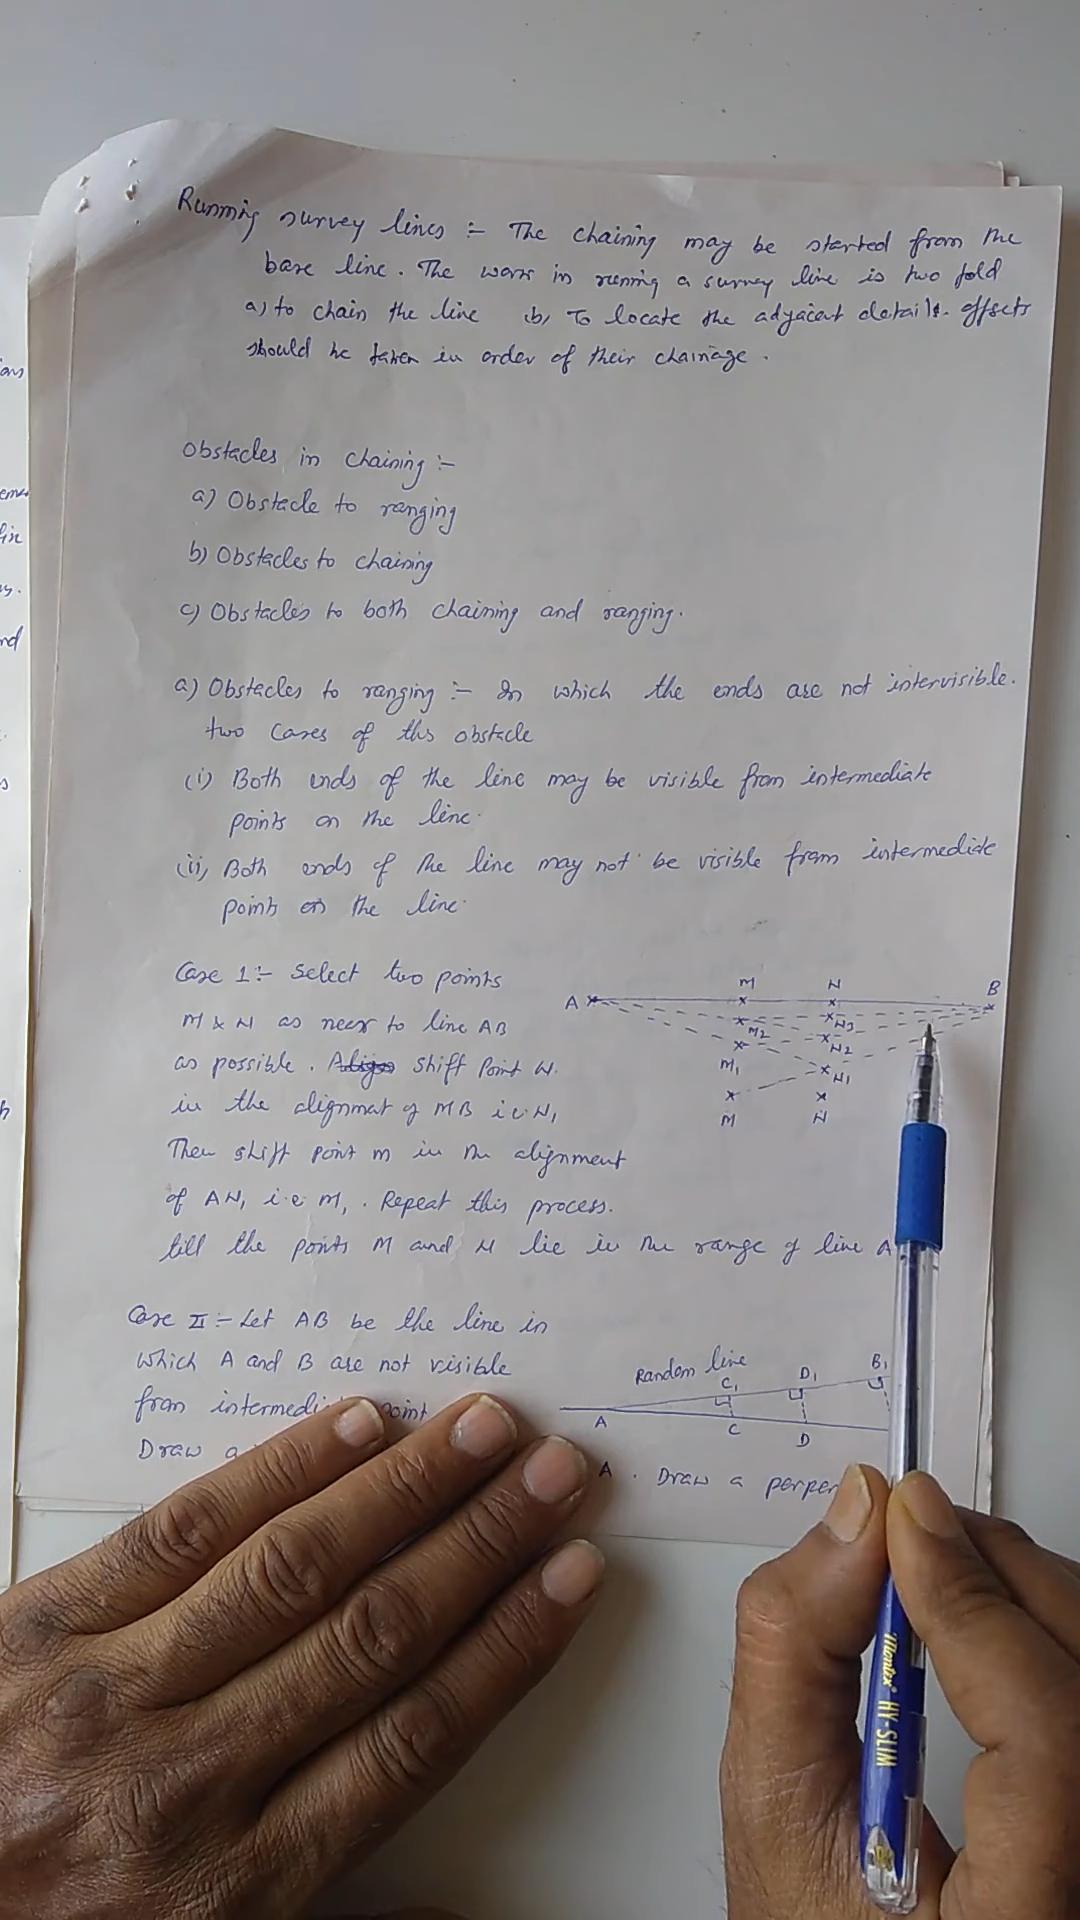 Running survey lines :- The chaining may be started from the
base line. The work in running a survey line is two fold
a) to chain the line (b) To locate the adjacent details. offsets
should be taken in order of their chainage.
Obstacles in chaining :-
a) Obstacle to ranging
b) Obstacles to chaining
c) Obstacles to both chaining and ranging.
a) Obstacles to ranging :- In which the ends are not intervisible.
two cases of this obstacle
(i) Both ends of the line may be visible from intermediate
points on the line.
(ii) Both ends of the line may not be visible from intermediate
points on the line.
Case 1:- Select two points
M & N as near to line AB
as possible. Shift Point N
in the alignmat of MB i.e. N1
Then shift point m in the alignment
of AN1 i.e. M1. Repeat this process.
till the points M and N lie in the range of line A
A M N B
M2 N3
N2
M1 N1
M N
Case II :- Let AB be the line in
which A and B are not visible
from point
Draw a
A. Draw a
Random line
C1 D1 B1
A C D
Montex HY-SLIM